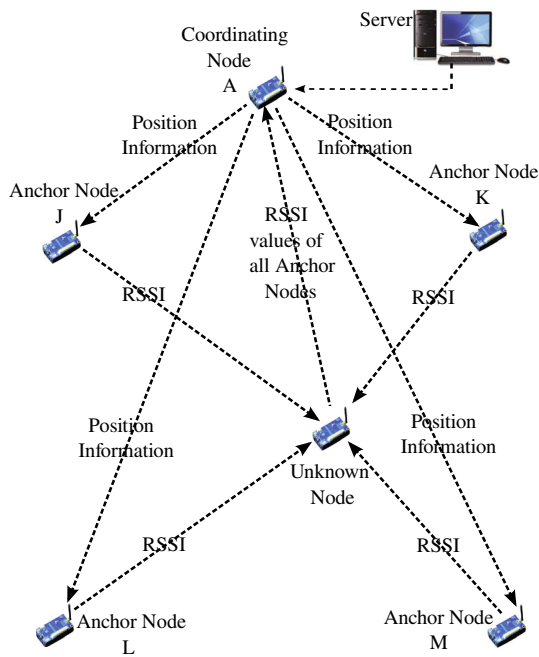 Server
Coordinating
Node
A
Position
Information
Position
Information
Anchor Node
J
Anchor Node
K
RSSI
values of
all Anchor
Nodes
RSSI
RSSI
Position
Information
Position
Information
Unknown
Node
RSSI
RSSI
Anchor Node
L
Anchor Node
M